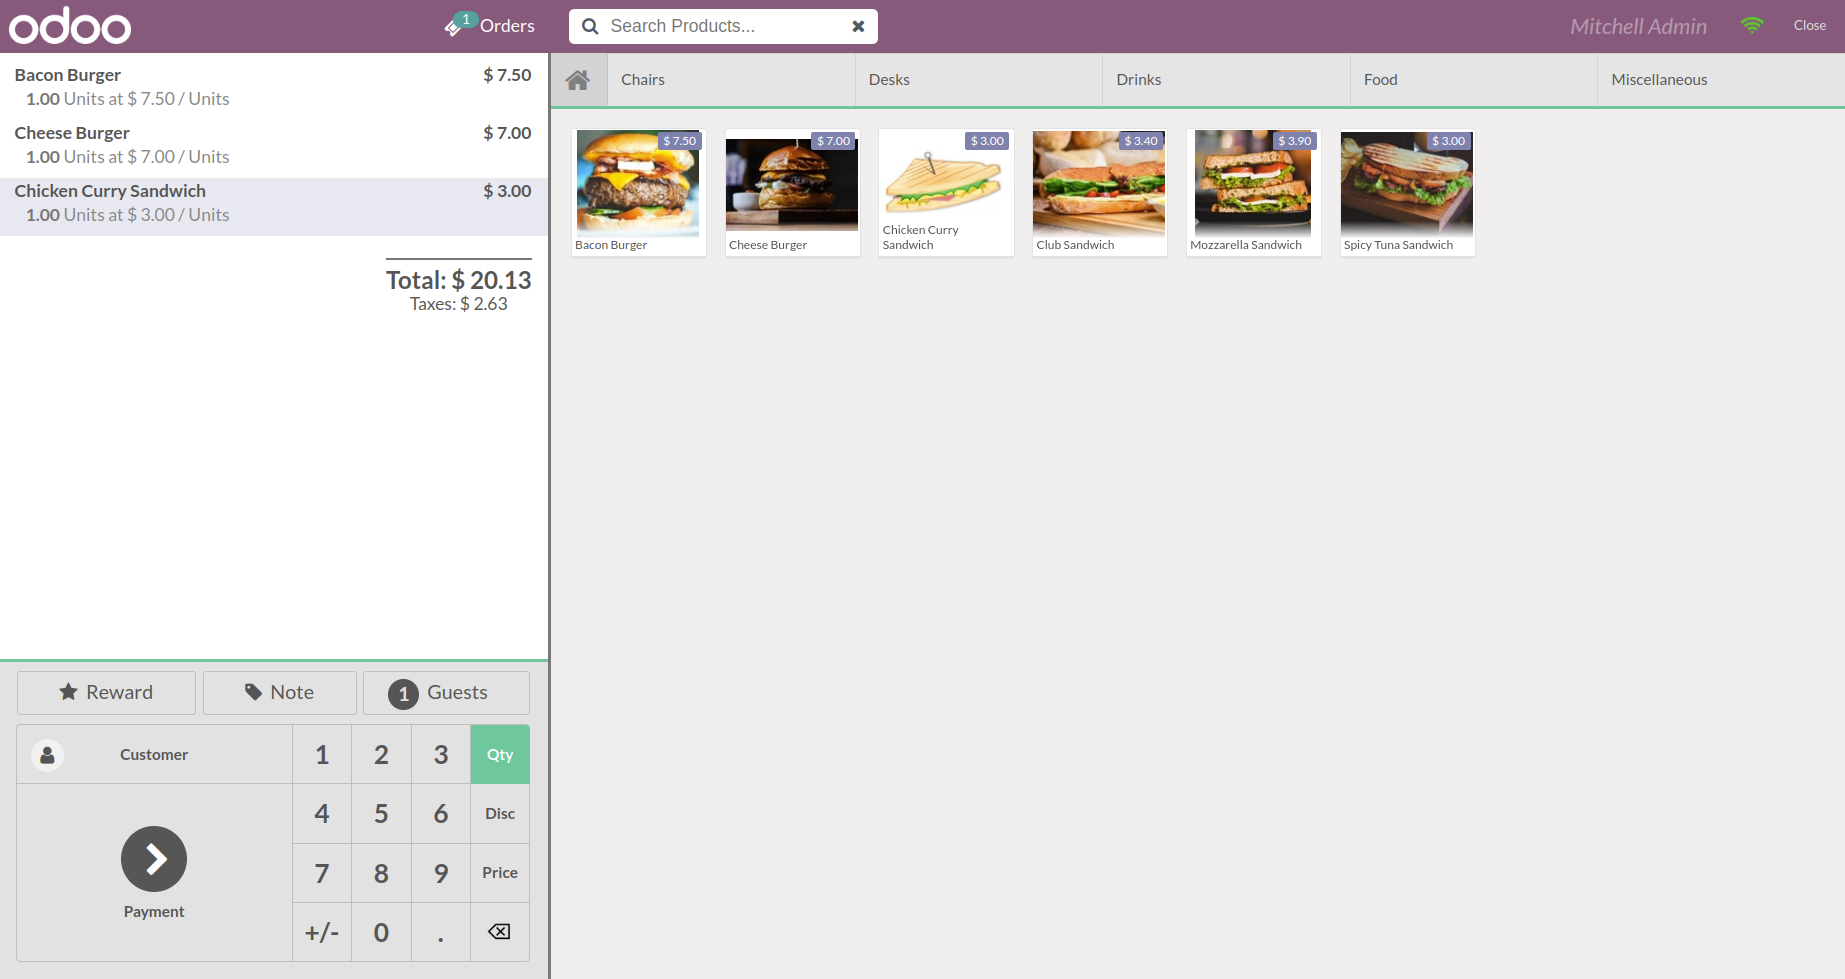 odoo
1 Orders
Search Products...
Mitchell Admin
Close
Bacon Burger $ 7.50
1.00 Units at $ 7.50 / Units
Cheese Burger $ 7.00
1.00 Units at $ 7.00 / Units
Chicken Curry Sandwich $ 3.00
1.00 Units at $ 3.00 / Units
Total: $ 20.13
Taxes: $ 2.63
Reward
Note
1 Guests
Customer
1 2 3 Qty
4 5 6 Disc
7 8 9 Price
+/- 0 .
Payment
Chairs
Desks
Drinks
Food
Miscellaneous
$ 7.50
Bacon Burger
$ 7.00
Cheese Burger
$ 3.00
Chicken Curry
Sandwich
$ 3.40
Club Sandwich
$ 3.90
Mozzarella Sandwich
$ 3.00
Spicy Tuna Sandwich